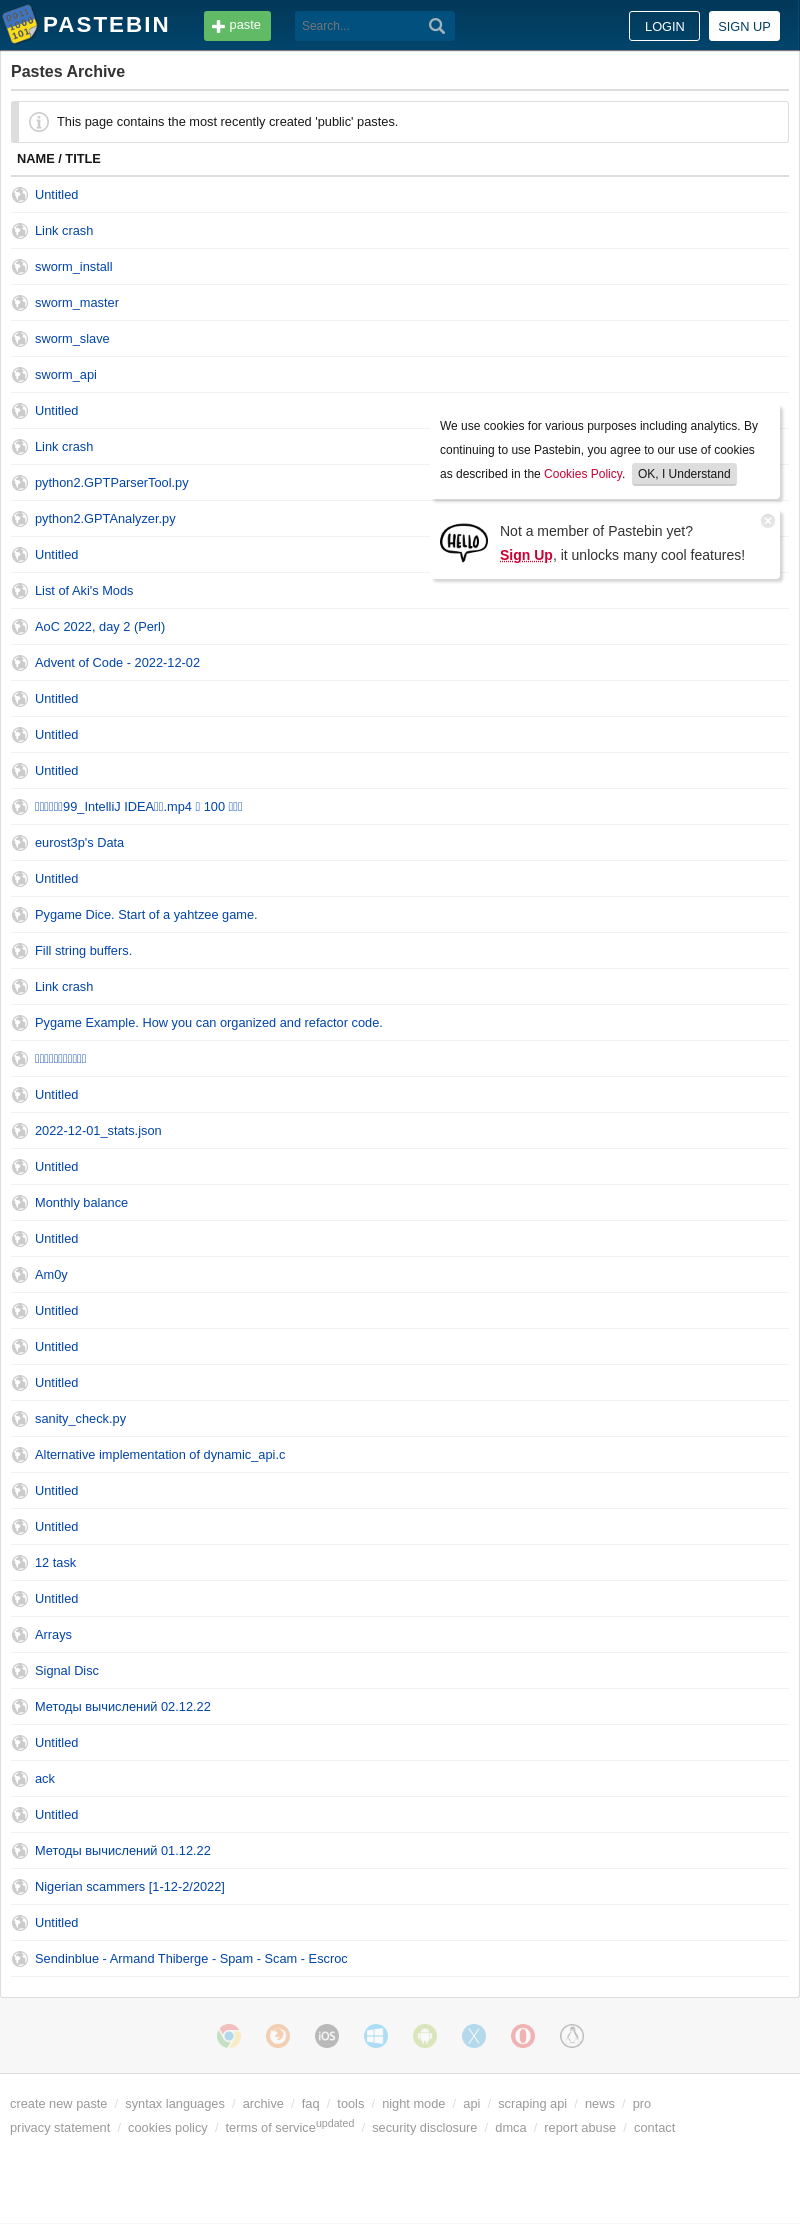 PASTEBIN
paste
Search...
LOGIN
SIGN UP
Pastes Archive
This page contains the most recently created 'public' pastes.
NAME / TITLE
Untitled
Link crash
sworm_install
sworm_master
sworm_slave
sworm_api
Untitled
Link crash
python2.GPTParserTool.py
python2.GPTAnalyzer.py
Untitled
We use cookies for various purposes including analytics. By
continuing to use Pastebin, you agree to our use of cookies
as described in the Cookies Policy. OK, I Understand
HELLO
Not a member of Pastebin yet?
Sign Up, it unlocks many cool features!
List of Aki's Mods
AoC 2022, day 2 (Perl)
Advent of Code - 2022-12-02
Untitled
Untitled
Untitled
99_IntelliJ IDEA .mp4 100
eurost3p's Data
Untitled
Pygame Dice. Start of a yahtzee game.
Fill string buffers.
Link crash
Pygame Example. How you can organized and refactor code.
Untitled
2022-12-01_stats.json
Untitled
Monthly balance
Untitled
Am0y
Untitled
Untitled
Untitled
sanity_check.py
Alternative implementation of dynamic_api.c
Untitled
Untitled
12 task
Untitled
Arrays
Signal Disc
Методы вычислений 02.12.22
Untitled
ack
Untitled
Методы вычислений 01.12.22
Nigerian scammers [1-12-2/2022]
Untitled
Sendinblue - Armand Thiberge - Spam - Scam - Escroc
iOS
create new paste / syntax languages / archive / faq / tools / night mode / api / scraping api / news / pro
privacy statement / cookies policy / terms of service updated / security disclosure / dmca / report abuse / contact